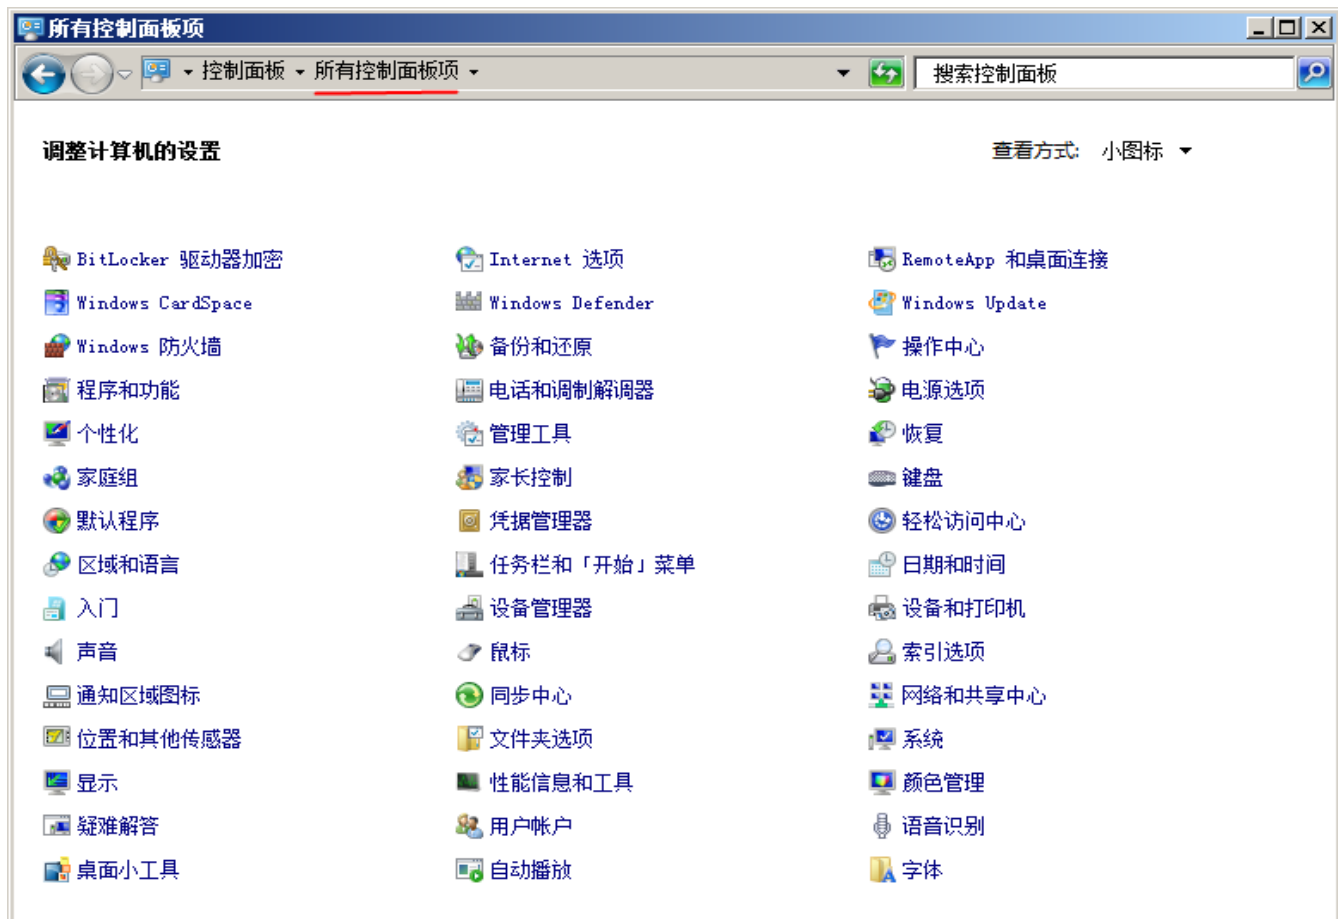 所有控制面板项
控制面板 所有控制面板项 搜索控制面板
调整计算机的设置 查看方式: 小图标
BitLocker 驱动器加密 Internet 选项 RemoteApp 和桌面连接
Windows CardSpace Windows Defender Windows Update
Windows 防火墙 备份和还原 操作中心
程序和功能 电话和调制解调器 电源选项
个性化 管理工具 恢复
家庭组 家长控制 键盘
默认程序 凭据管理器 轻松访问中心
区域和语言 任务栏和「开始」菜单 日期和时间
入门 设备管理器 设备和打印机
声音 鼠标 索引选项
通知区域图标 同步中心 网络和共享中心
位置和其他传感器 文件夹选项 系统
显示 性能信息和工具 颜色管理
疑难解答 用户帐户 语音识别
桌面小工具 自动播放 字体